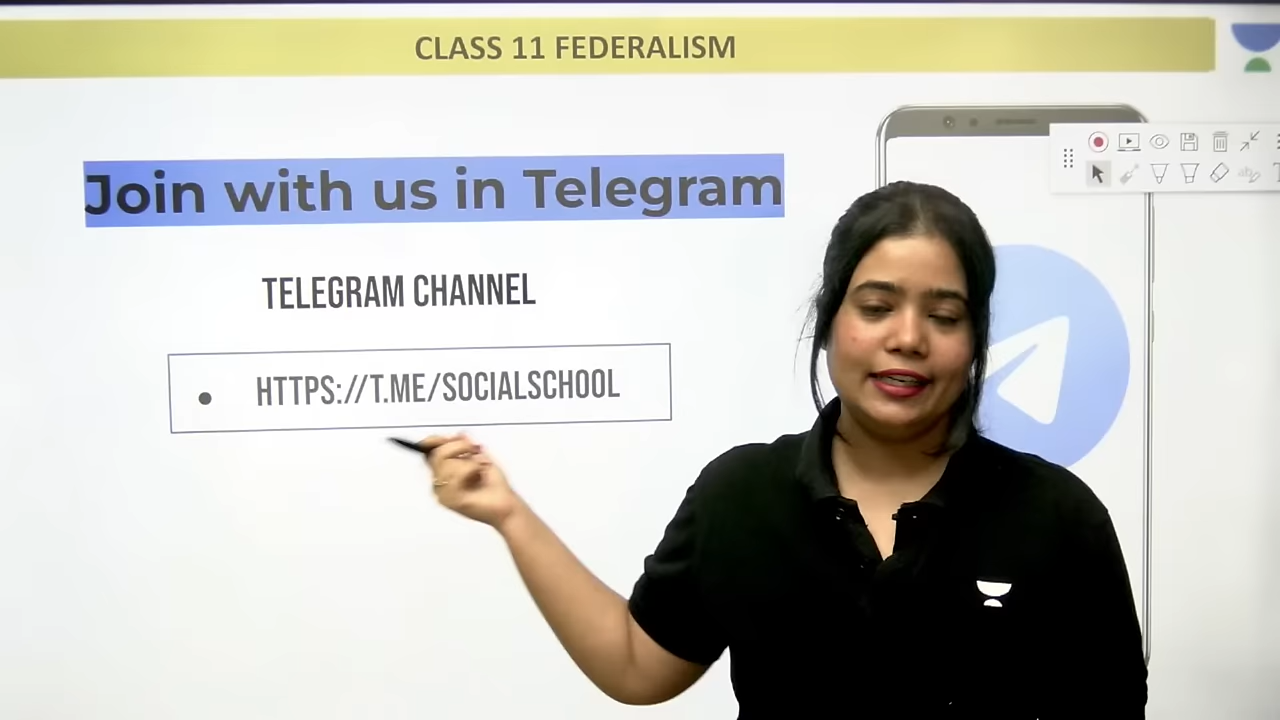 CLASS 11 FEDERALISM
Join with us in Telegram
TELEGRAM CHANNEL
• HTTPS://T.ME/SOCIALSCHOOL